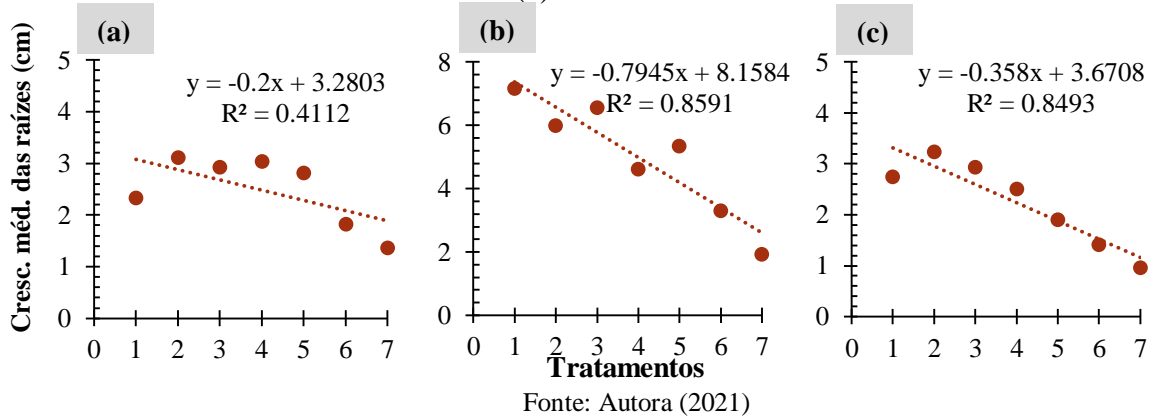 (a)
(b)
(c)
Cresc. méd. das raízes (cm)
5
4
3
2
1
0
0 1 2 3 4 5 6 7
y = -0.2x + 3.2803
R² = 0.4112
8
6
4
2
0
0 1 2 3 4 5 6 7
y = -0.7945x + 8.1584
R² = 0.8591
5
4
3
2
1
0
0 1 2 3 4 5 6 7
y = -0.358x + 3.6708
R² = 0.8493
Tratamentos
Fonte: Autora (2021)